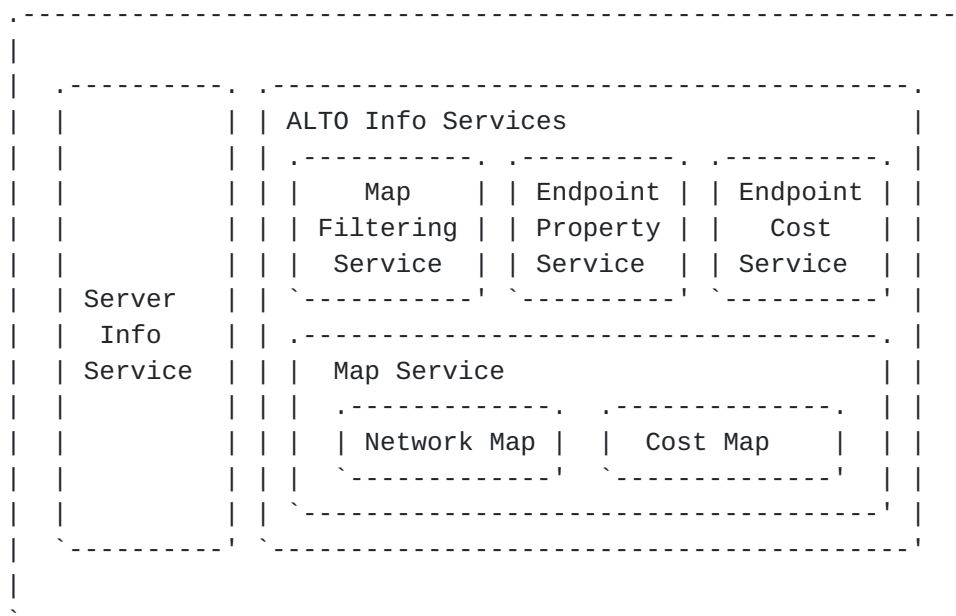 ALTO Info Services
Map Endpoint Endpoint
Filtering Property Cost
Service Service Service
Server
Info
Service Map Service
Network Map Cost Map